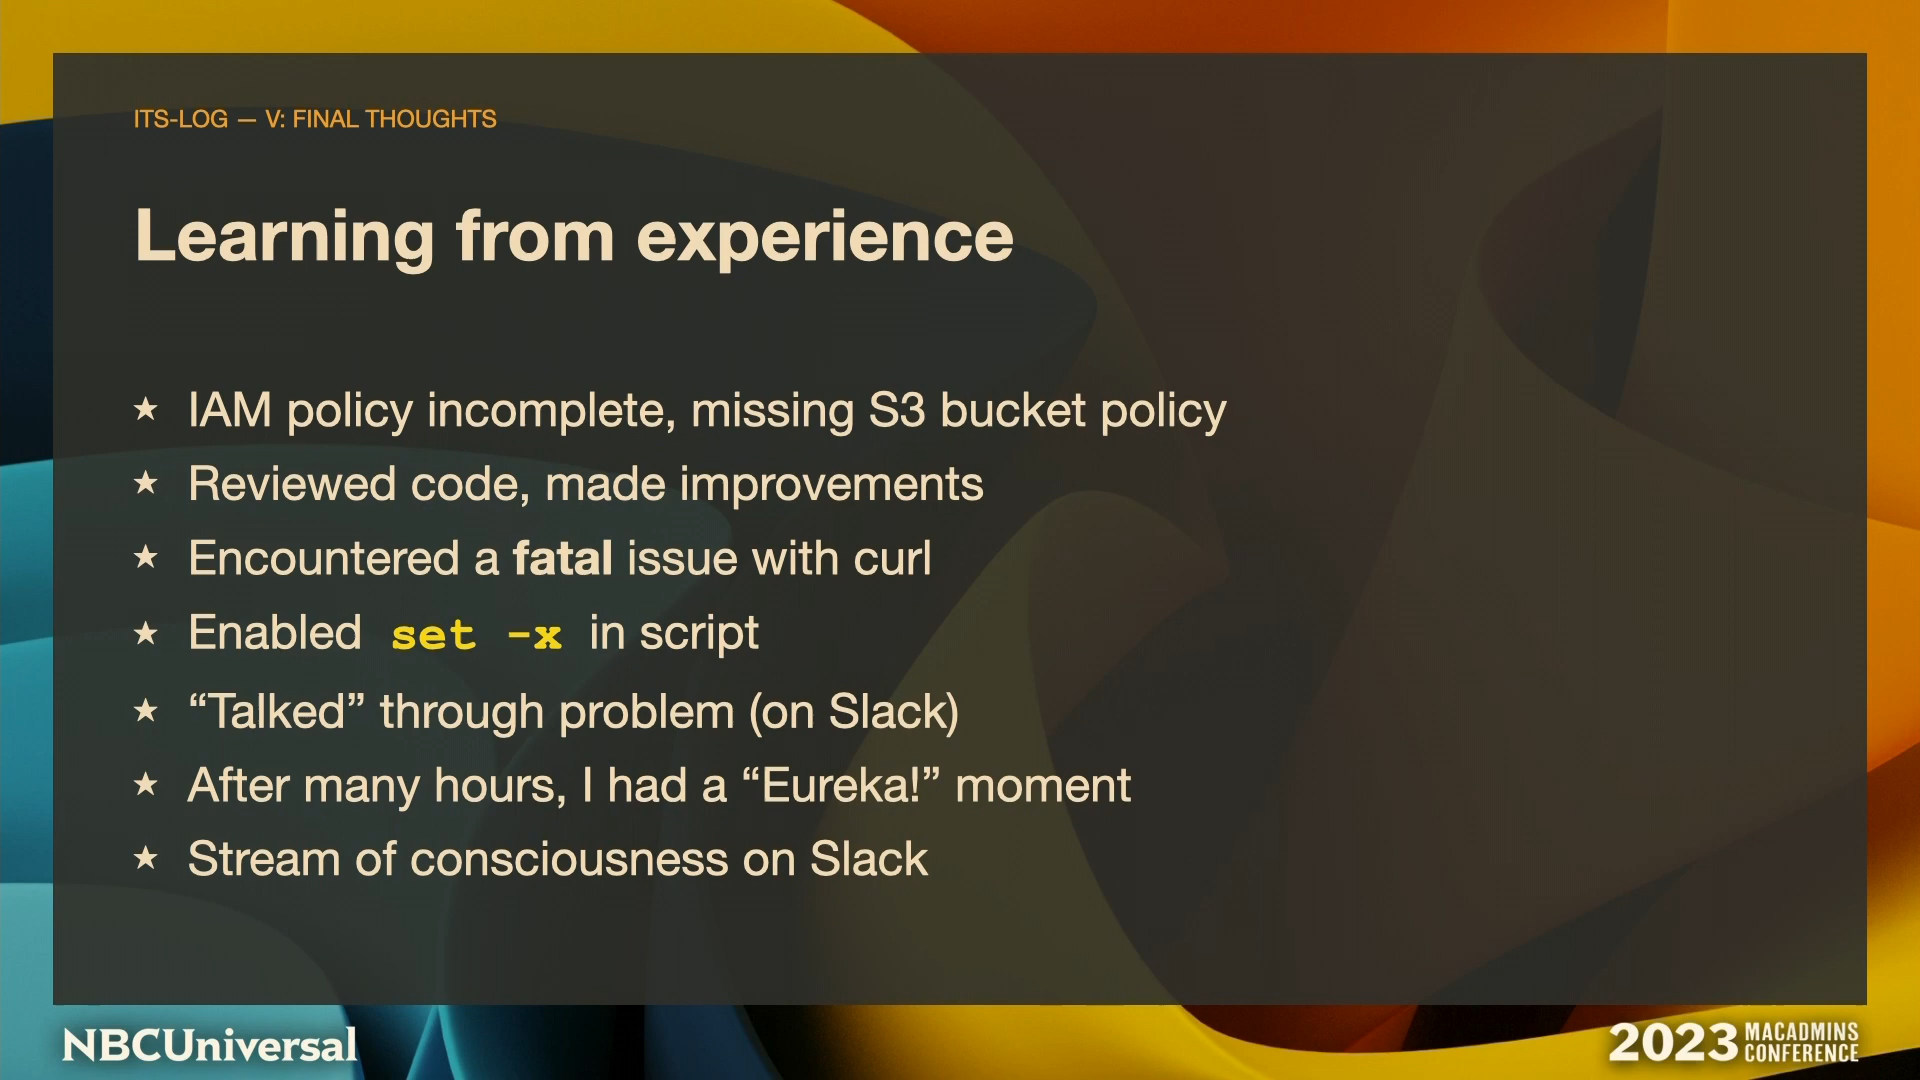 ITS-LOG — V: FINAL THOUGHTS
Learning from experience
★ IAM policy incomplete, missing S3 bucket policy
★ Reviewed code, made improvements
★ Encountered a fatal issue with curl
★ Enabled set -x in script
★ “Talked” through problem (on Slack)
★ After many hours, I had a “Eureka!” moment
★ Stream of consciousness on Slack
NBCUniversal
2023 MACADMINS
CONFERENCE